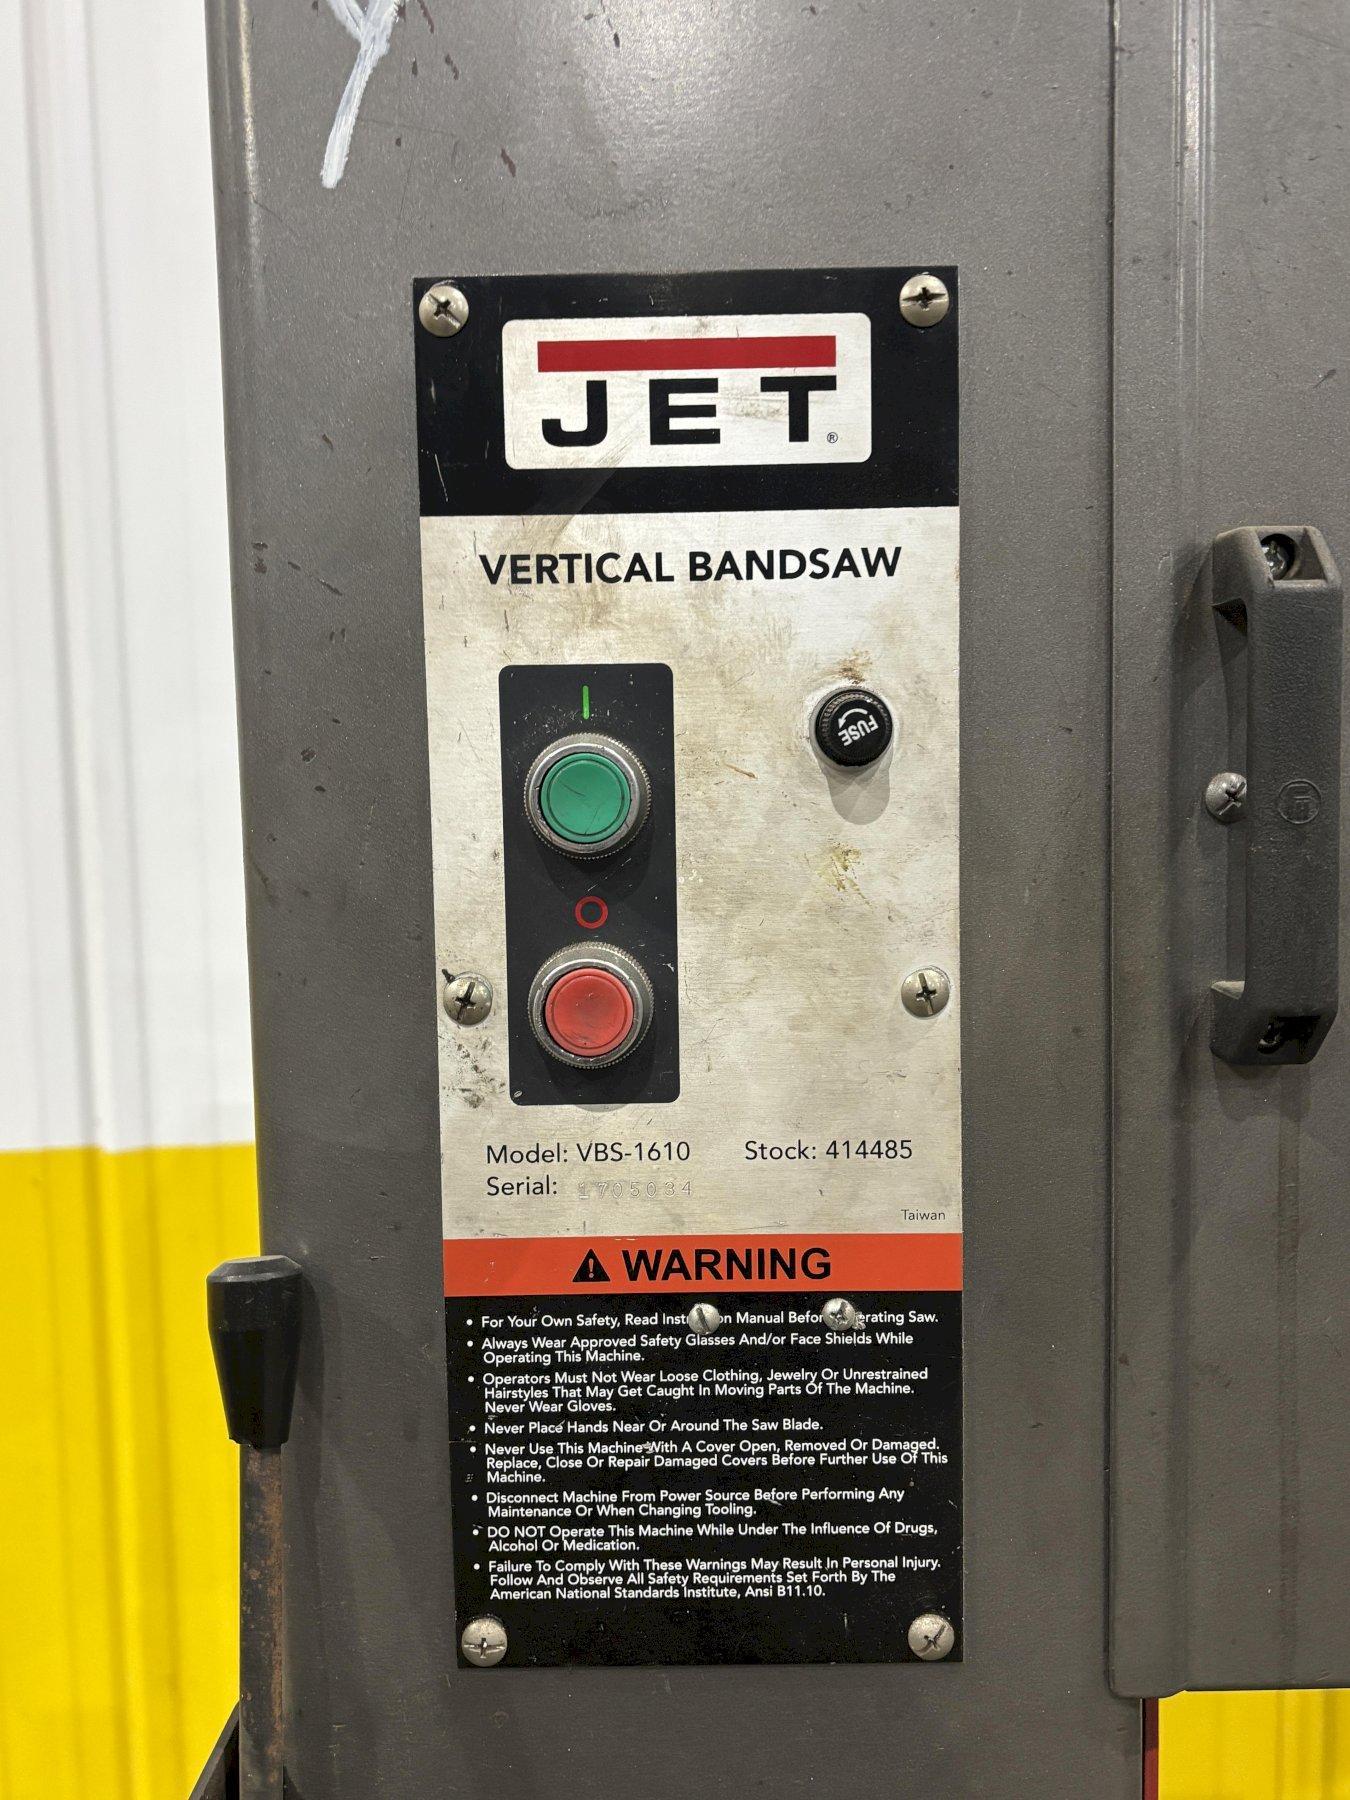 JET®
VERTICAL BANDSAW
FUSE
Model: VBS-1610 Stock: 414485
Serial: 1705034
Taiwan
WARNING
• For Your Own Safety, Read Manual Saw.
• Always Wear Approved Safety Glasses And/or Face Shields While
Operating This Machine.
• Operators Must Not Wear Loose Clothing, Jewelry Or Unrestrained
Hairstyles That May Get Caught In Moving Parts Of The Machine.
Never Wear Gloves.
• Never Place Hands Near Or Around The Saw Blade.
• Never Use This Machine With A Cover Open, Removed Or Damaged.
Replace, Close Or Repair Damaged Covers Before Further Use Of This
Machine.
• Disconnect Machine From Power Source Before Performing Any
Maintenance Or When Changing Tooling.
• DO NOT Operate This Machine While Under The Influence Of Drugs,
Alcohol Or Medication.
• Failure To Comply With These Warnings May Result In Personal Injury.
Follow And Observe All Safety Requirements Set Forth By The
American National Standards Institute, Ansi B11.10.